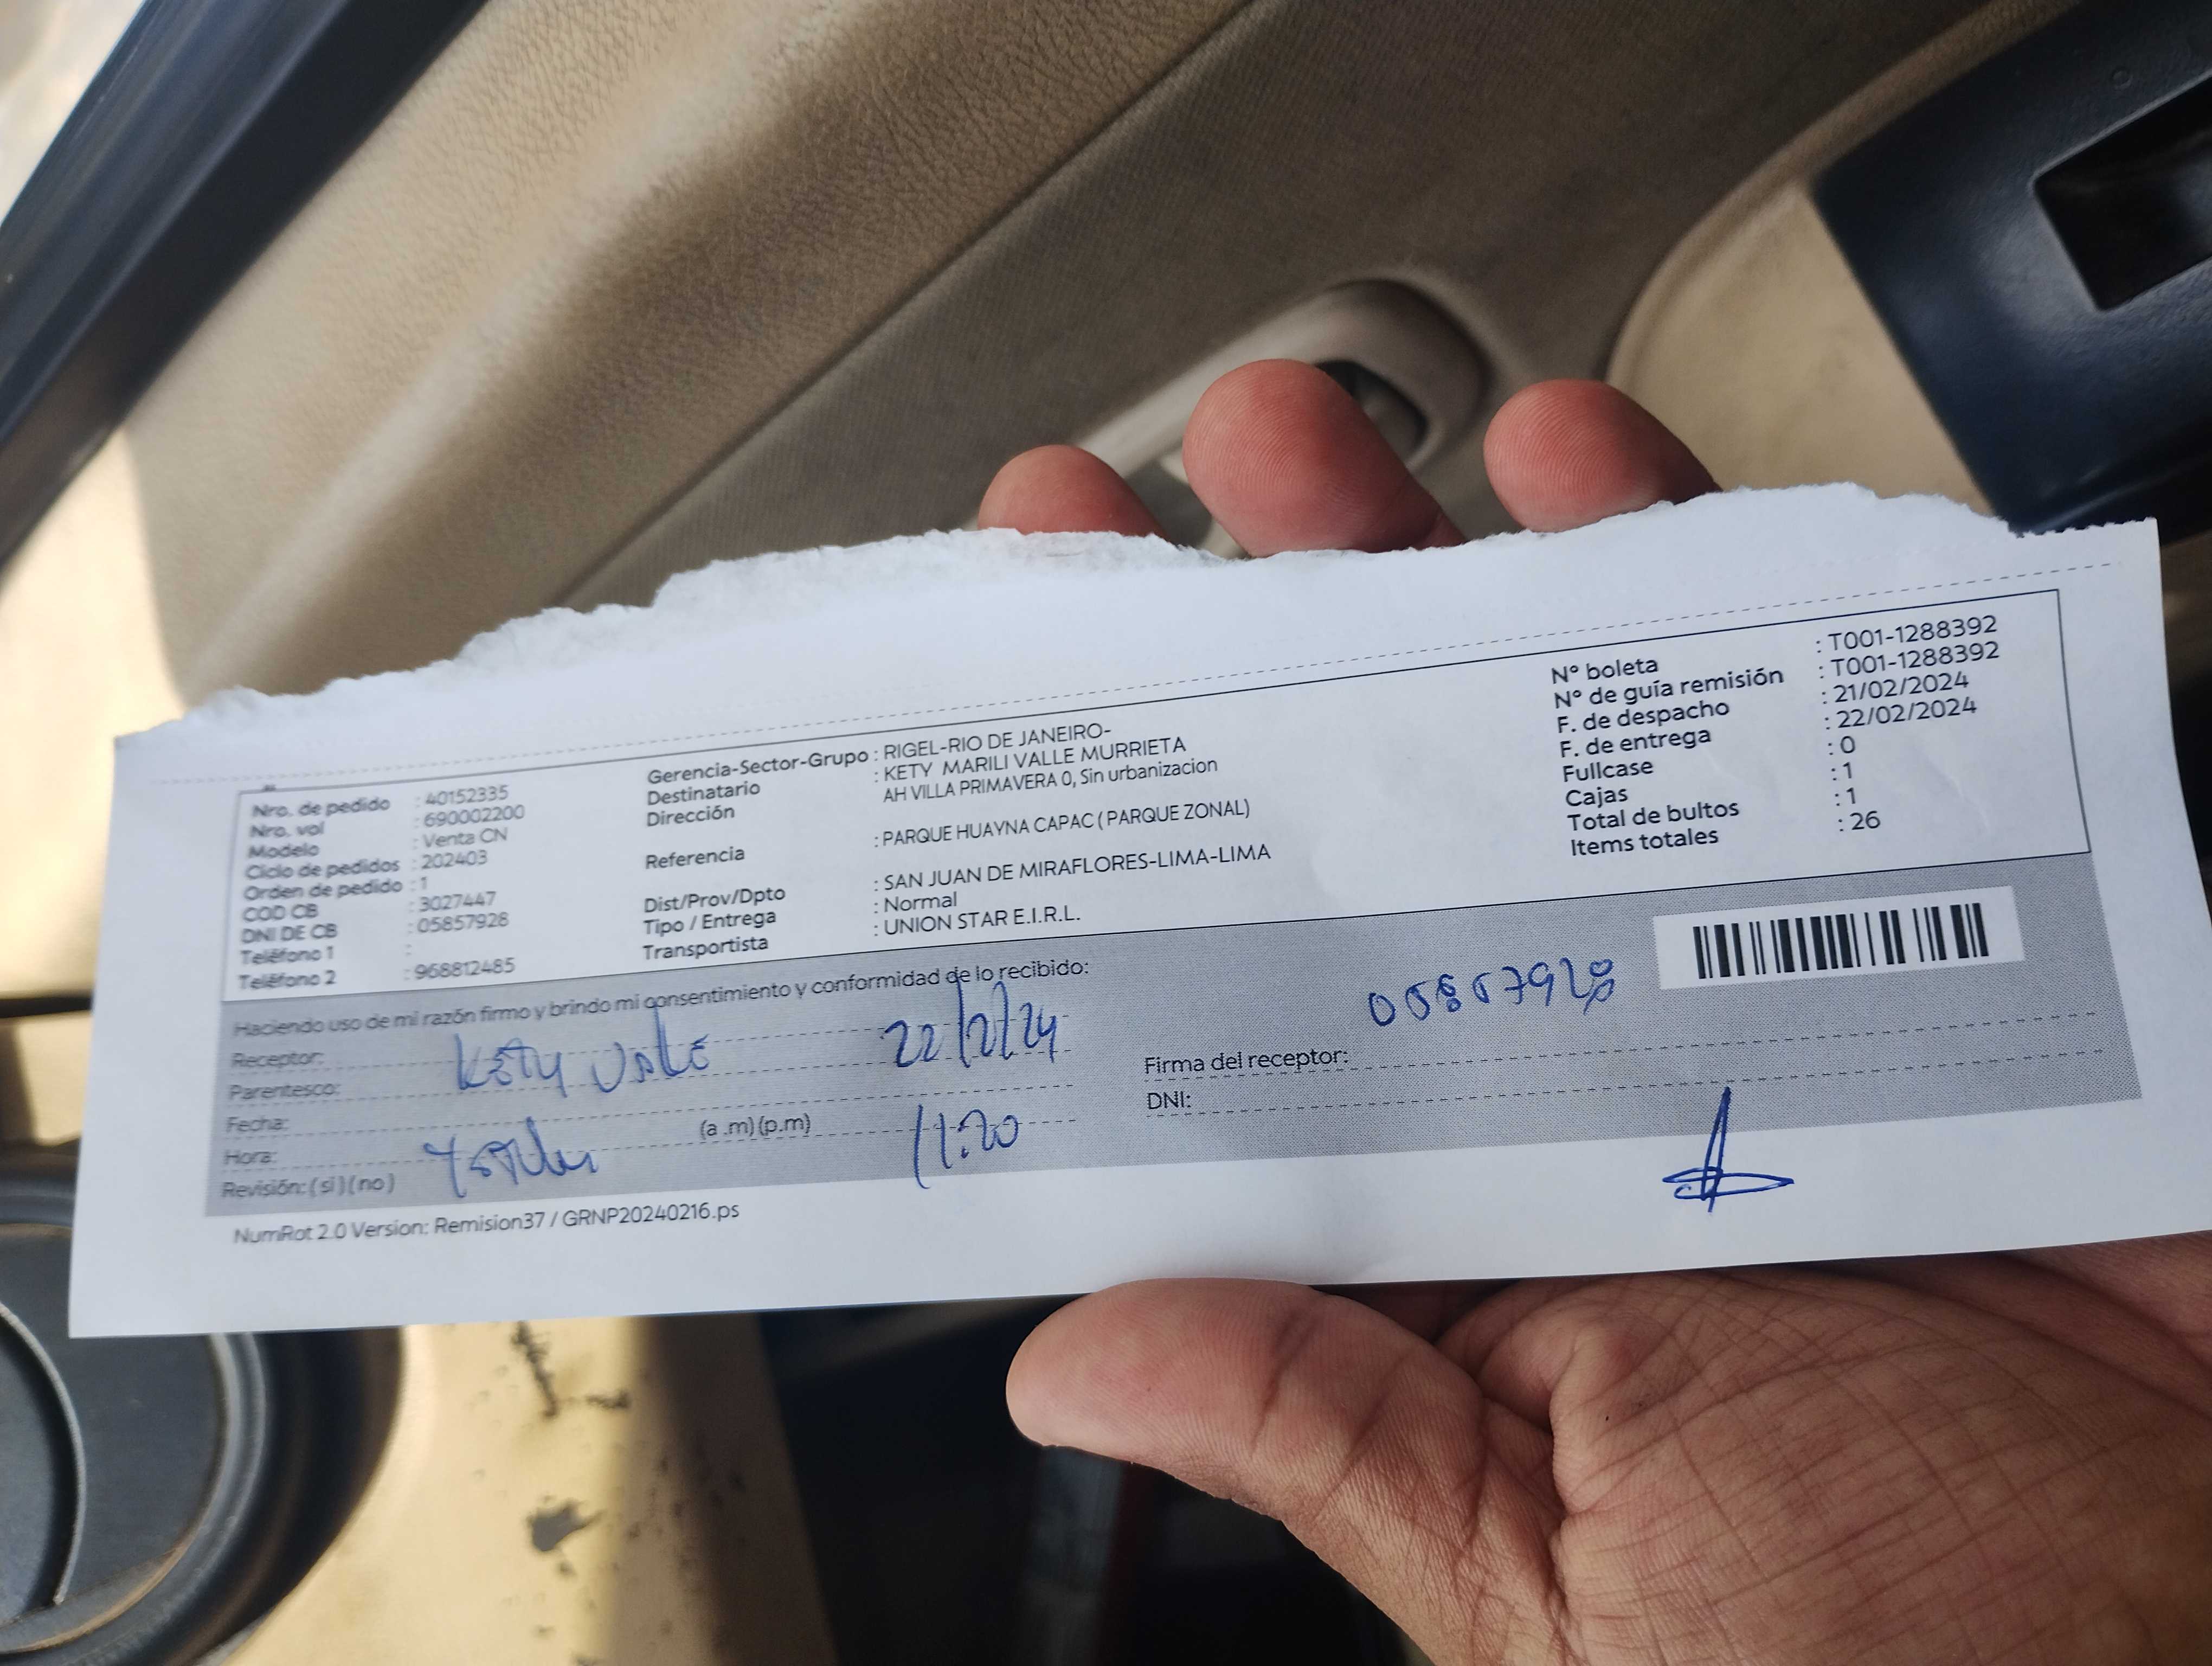 Nro. de pedido : 40152335
Nro. vol : 690002200
Modelo : Venta CN
Ciclo de pedidos : 202403
Orden de pedido : 1
COD CB : 3027447
DNI DE CB : 05857928
Teléfono 1 :
Teléfono 2 : 968812485
Gerencia-Sector-Grupo : RIGEL-RIO DE JANEIRO-
Destinatario : KETY MARILI VALLE MURRIETA
Dirección AH VILLA PRIMAVERA 0, Sin urbanizacion
Referencia : PARQUE HUAYNA CAPAC ( PARQUE ZONAL)
Dist/Prov/Dpto : SAN JUAN DE MIRAFLORES-LIMA-LIMA
Tipo / Entrega : Normal
Transportista : UNION STAR E.I.R.L.
N° boleta : T001-1288392
N° de guía remisión : T001-1288392
F. de despacho : 21/02/2024
F. de entrega : 22/02/2024
Fullcase : 0
Cajas : 1
Total de bultos : 1
Items totales : 26
Haciendo uso de mi razón firmo y brindo mi consentimiento y conformidad de lo recibido:
Receptor:
Parentesco: Kety 22/2/24
Fecha:
Hora: (a .m) (p.m) 11:20
Revisión: ( si ) ( no )
05857928
Firma del receptor:
DNI:
NumRot 2.0 Version: Remision37 / GRNP20240216.ps